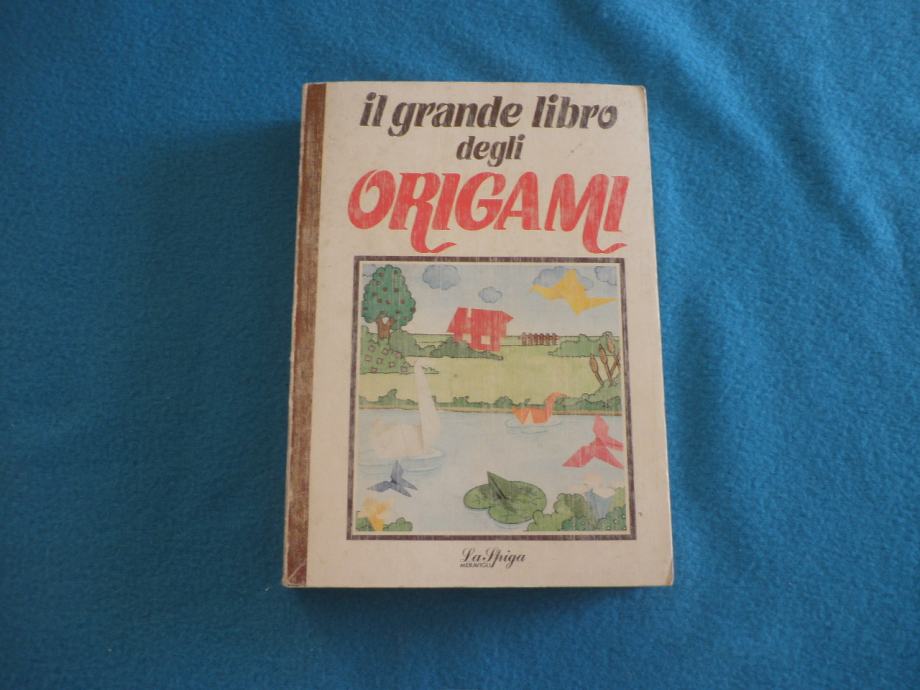 il grande libro
degli
ORIGAMI
La Spiga
MERAVIGLI